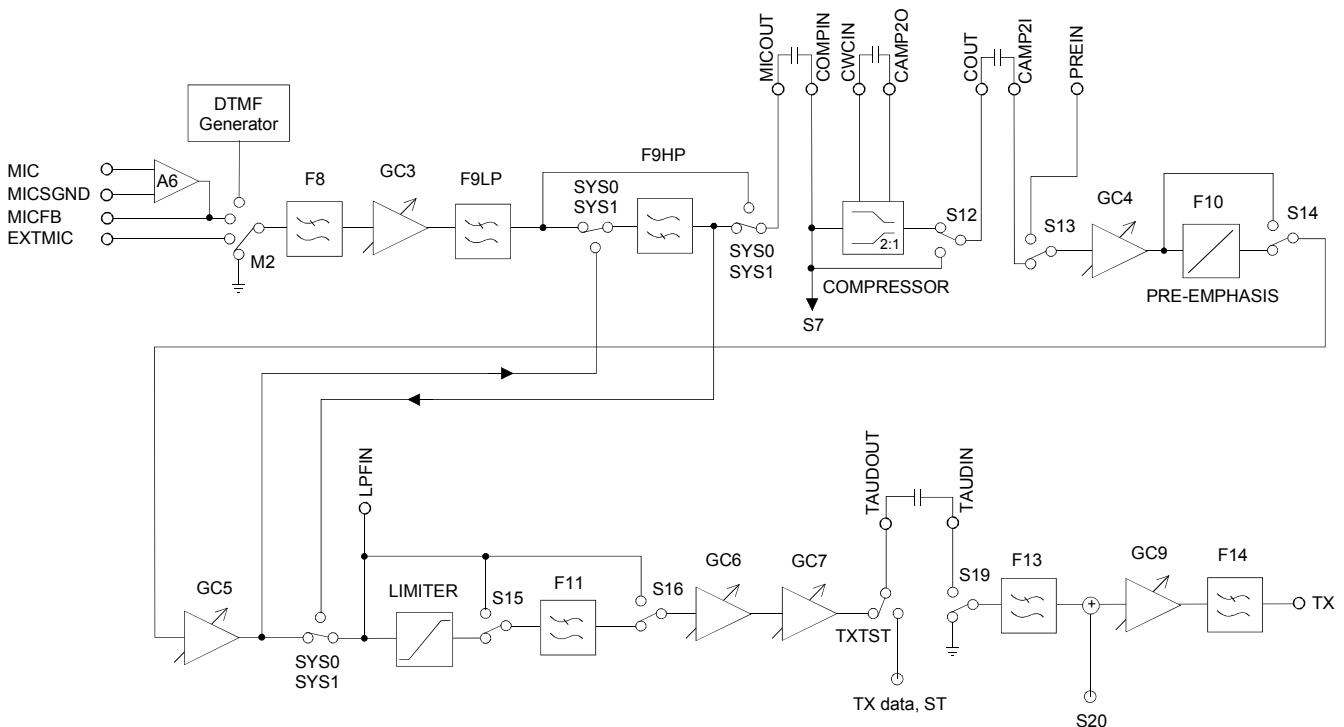 MICOUT
COMPIN
CWCIN
CAMP2O
COUT
CAMP2I
PREIN
DTMF
Generator
MIC
MICSGND
MICFB
EXTMIC
A6
M2
F8
GC3
F9LP
F9HP
SYS0
SYS1
SYS0
SYS1
2:1
COMPRESSOR
S7
S12
S13
GC4
F10
S14
PRE-EMPHASIS
LPFIN
TAUDOUT
TAUDIN
GC5
SYS0
SYS1
LIMITER
S15
F11
S16
GC6
GC7
TXTST
TX data, ST
S19
F13
+
S20
GC9
F14
TX